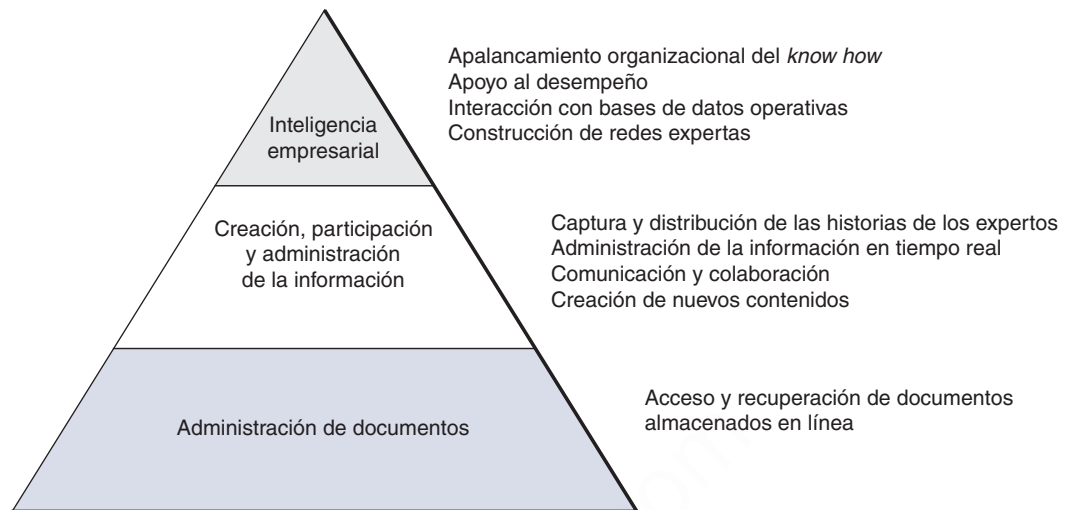 Inteligencia
empresarial
Apalancamiento organizacional del know how
Apoyo al desempeño
Interacción con bases de datos operativas
Construcción de redes expertas
Creación, participación
y administración
de la información
Captura y distribución de las historias de los expertos
Administración de la información en tiempo real
Comunicación y colaboración
Creación de nuevos contenidos
Administración de documentos
Acceso y recuperación de documentos
almacenados en línea